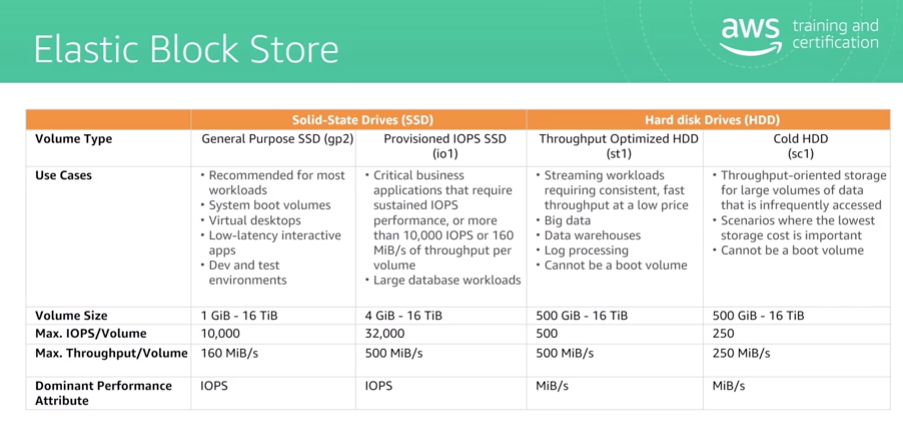 Elastic Block Store
aws training and
certification
Solid-State Drives (SSD) Hard disk Drives (HDD)
Volume Type General Purpose SSD (gp2) Provisioned IOPS SSD Throughput Optimized HDD Cold HDD
(io1) (st1) (sc1)
Use Cases
• Recommended for most
workloads
• System boot volumes
• Virtual desktops
• Low-latency interactive
apps
• Dev and test
environments
• Critical business
applications that require
sustained IOPS
performance, or more
than 10,000 IOPS or 160
MiB/s of throughput per
volume
• Large database workloads
• Streaming workloads
requiring consistent, fast
throughput at a low price
• Big data
• Data warehouses
• Log processing
• Cannot be a boot volume
• Throughput-oriented storage
for large volumes of data
that is infrequently accessed
• Scenarios where the lowest
storage cost is important
• Cannot be a boot volume
Volume Size 1 GiB - 16 TiB 4 GiB - 16 TiB 500 GiB - 16 TiB 500 GiB - 16 TiB
Max. IOPS/Volume 10,000 32,000 500 250
Max. Throughput/Volume 160 MiB/s 500 MiB/s 500 MiB/s 250 MiB/s
Dominant Performance IOPS IOPS MiB/s MiB/s
Attribute